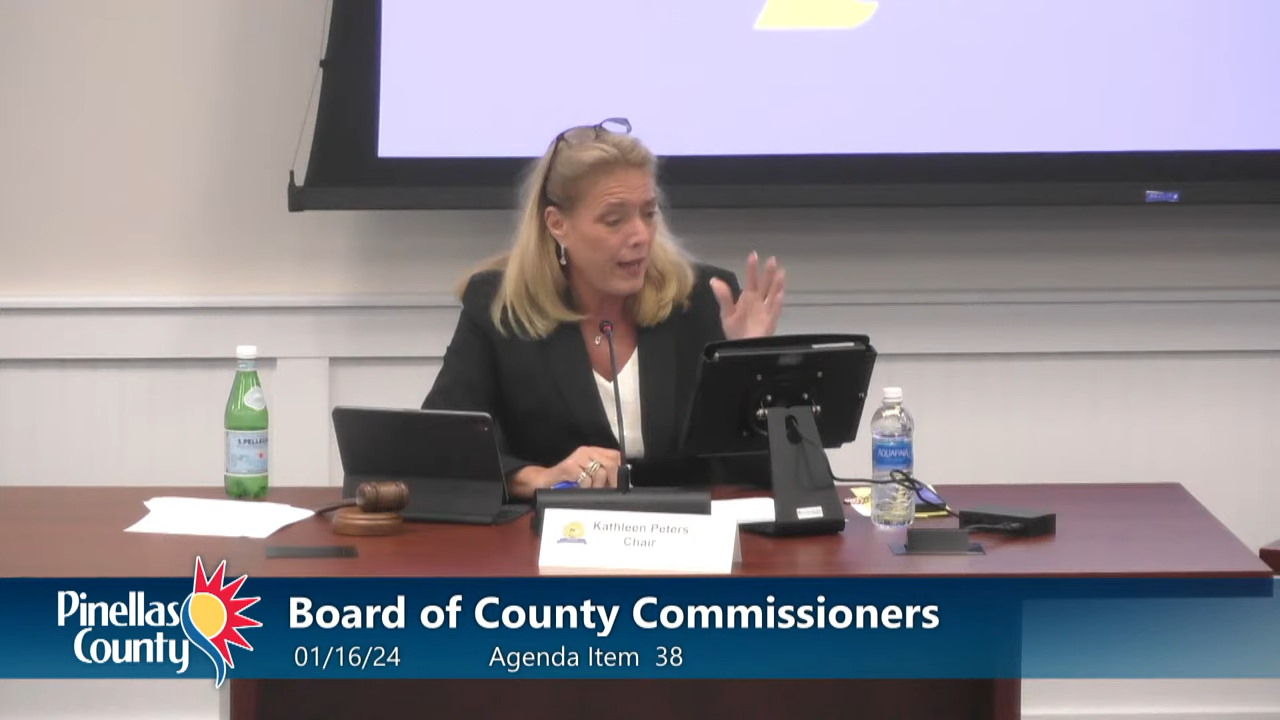 S.PELLEGRINO
AQUAFINA
Kathleen Peters
Chair
Pinellas
County
Board of County Commissioners
01/16/24
Agenda Item 38